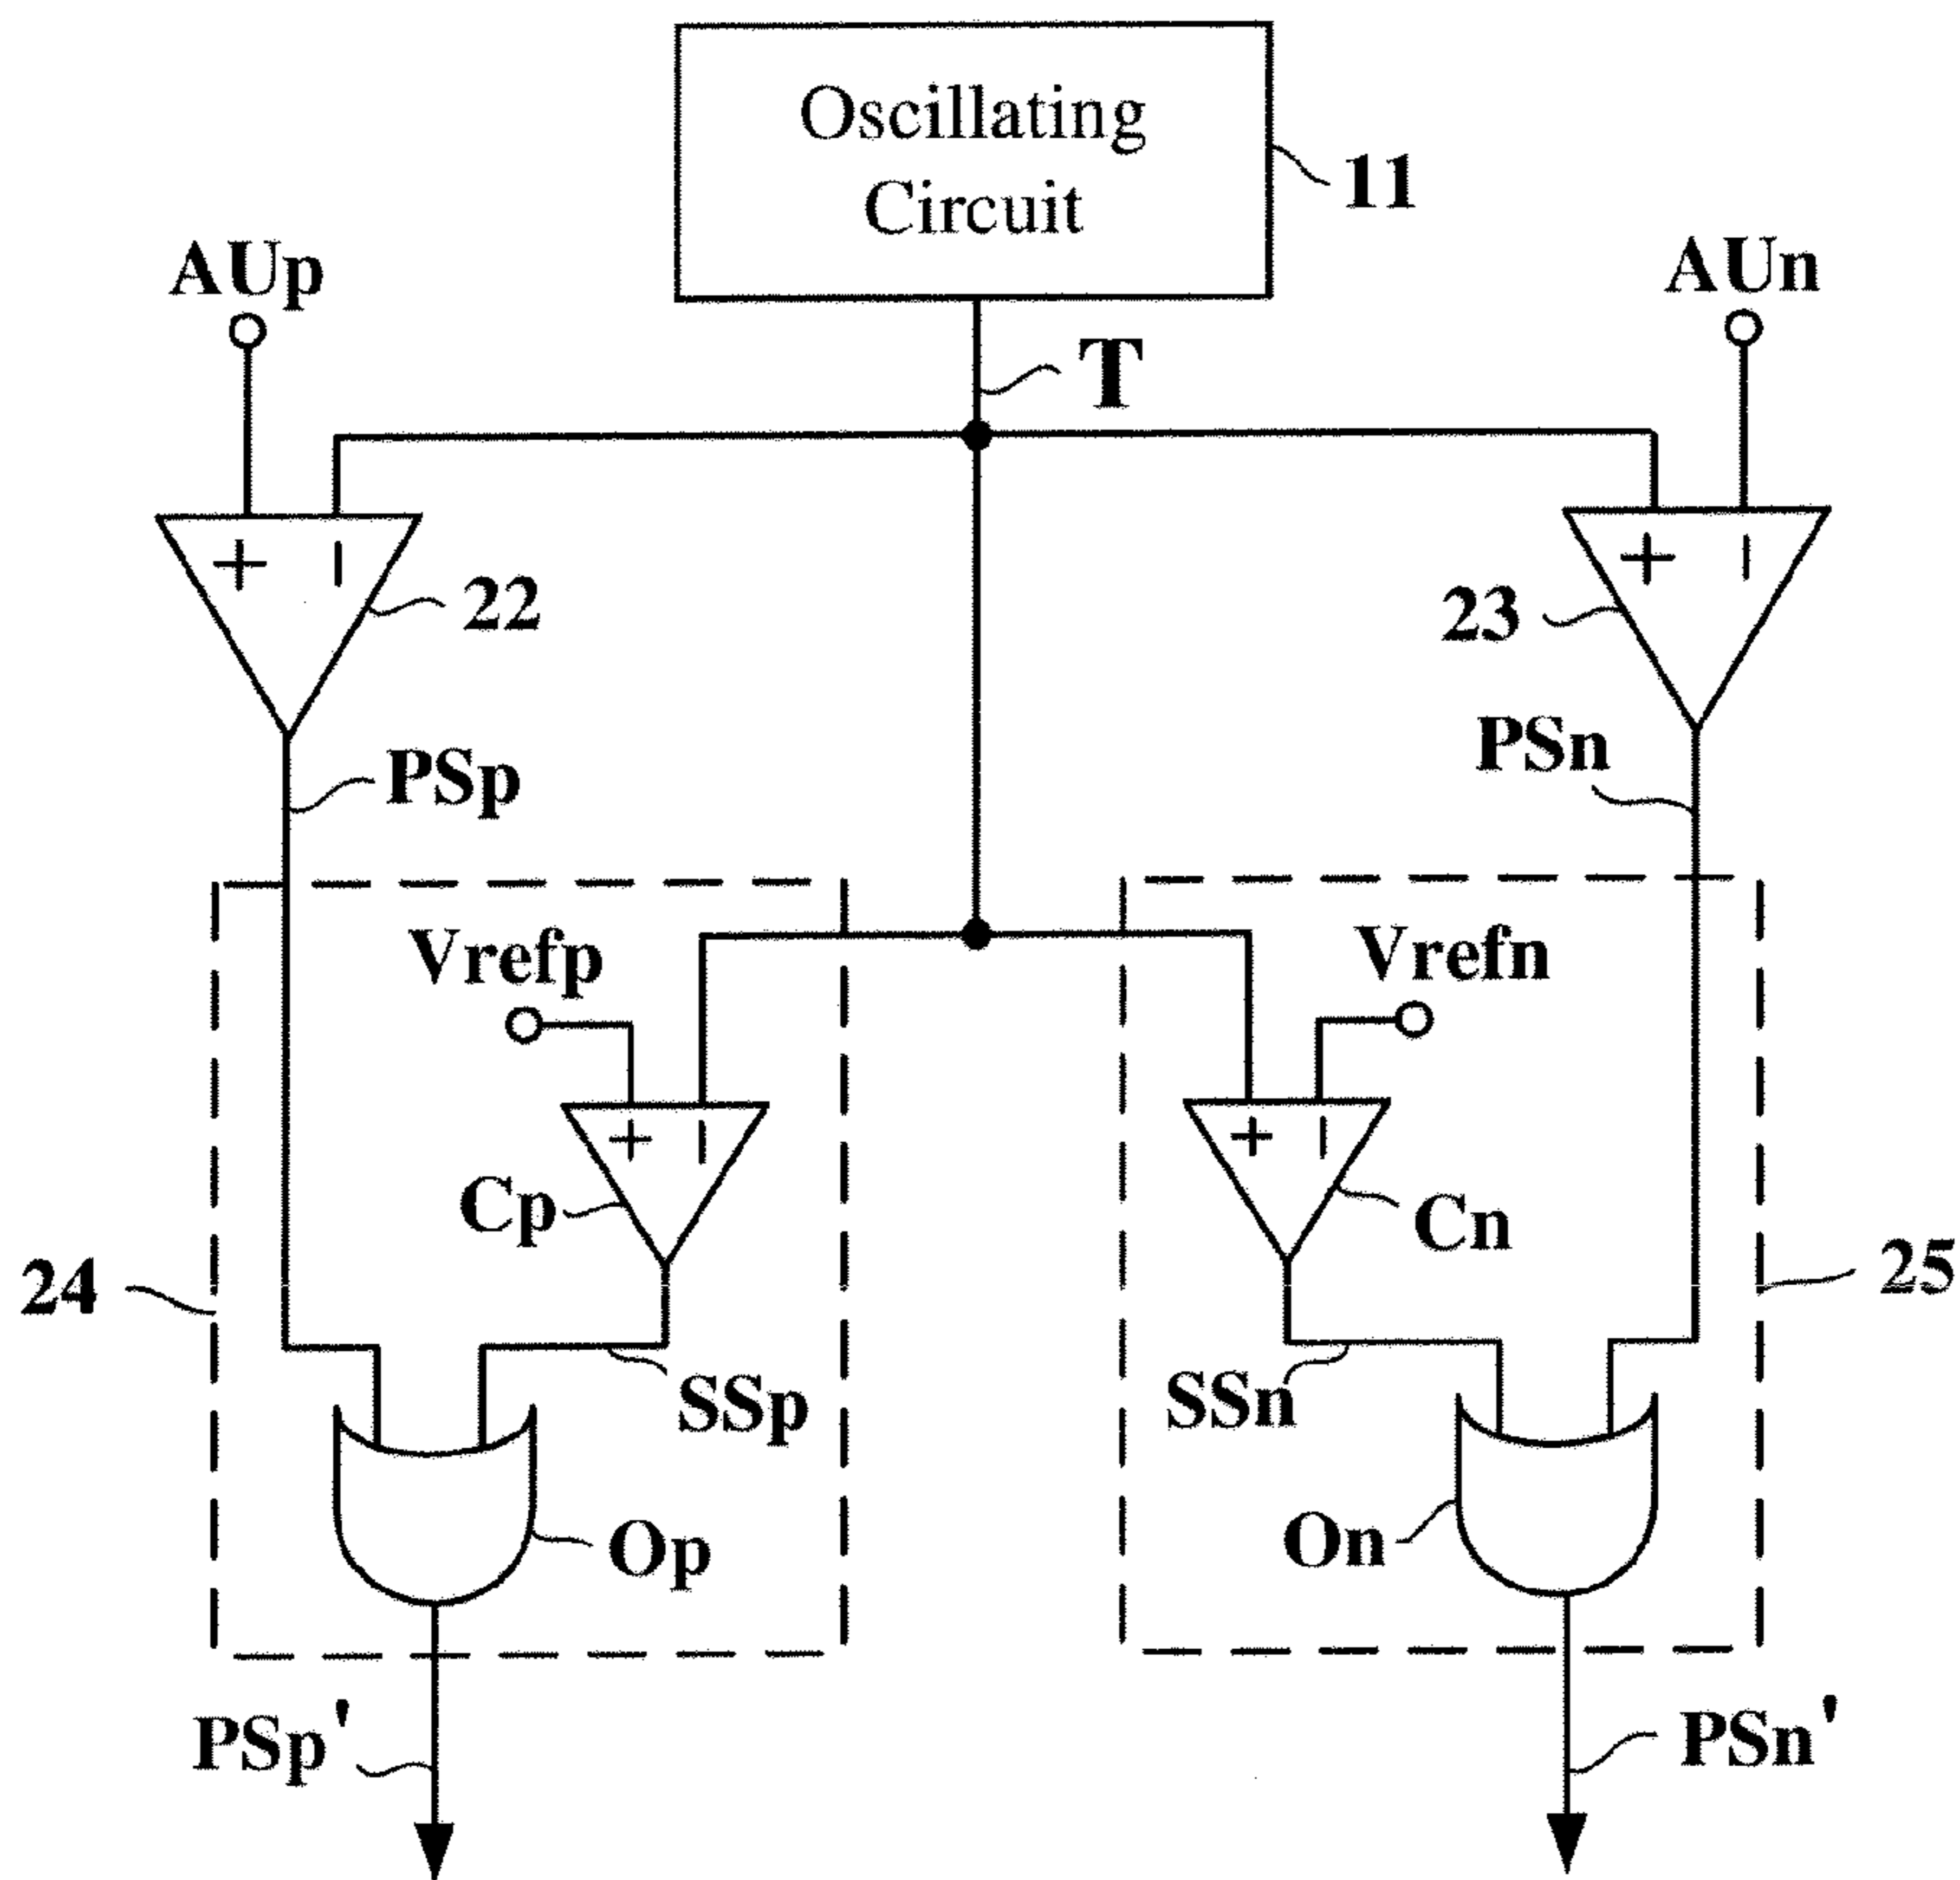 Oscillating
Circuit
11
AUp
AUn
T
+ −
22
+ −
23
PSp
PSn
Vrefp
Vrefn
+ −
+ −
Cp
Cn
24
25
SSp
SSn
Op
On
PSp'
PSn'